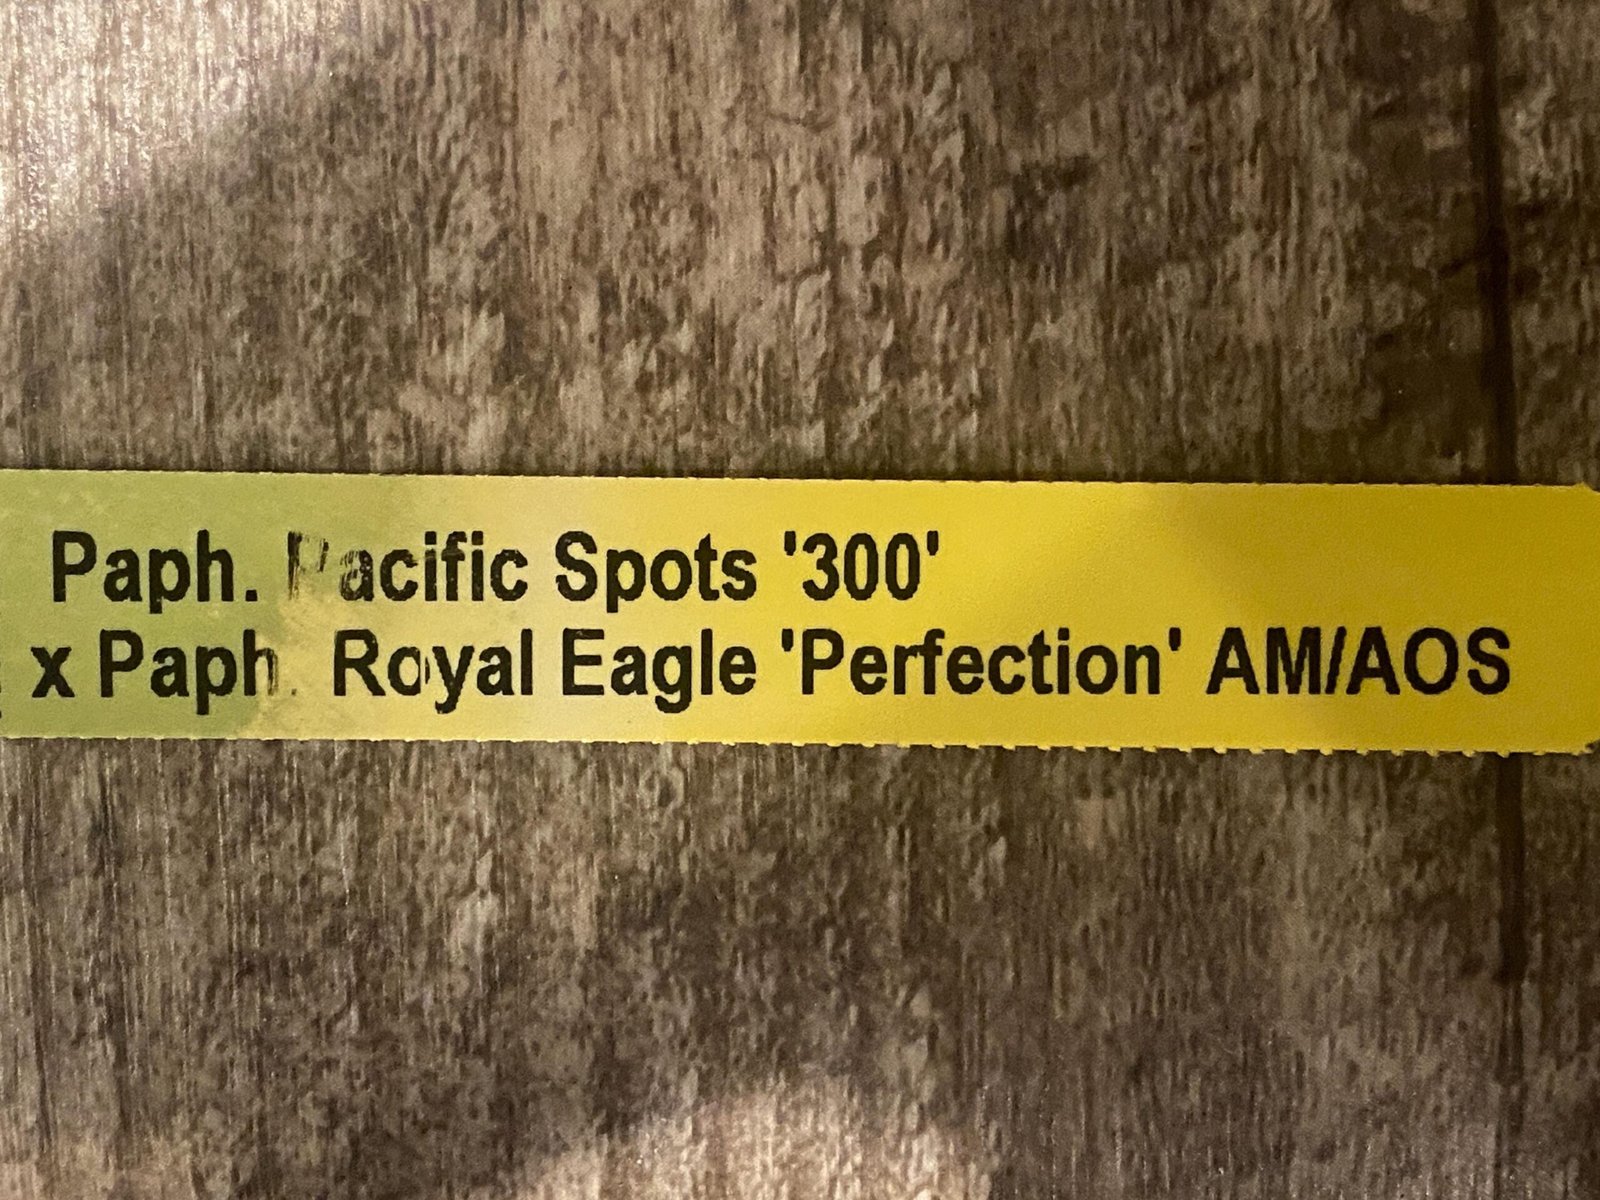 Paph. Pacific Spots '300'
x Paph. Royal Eagle 'Perfection' AM/AOS